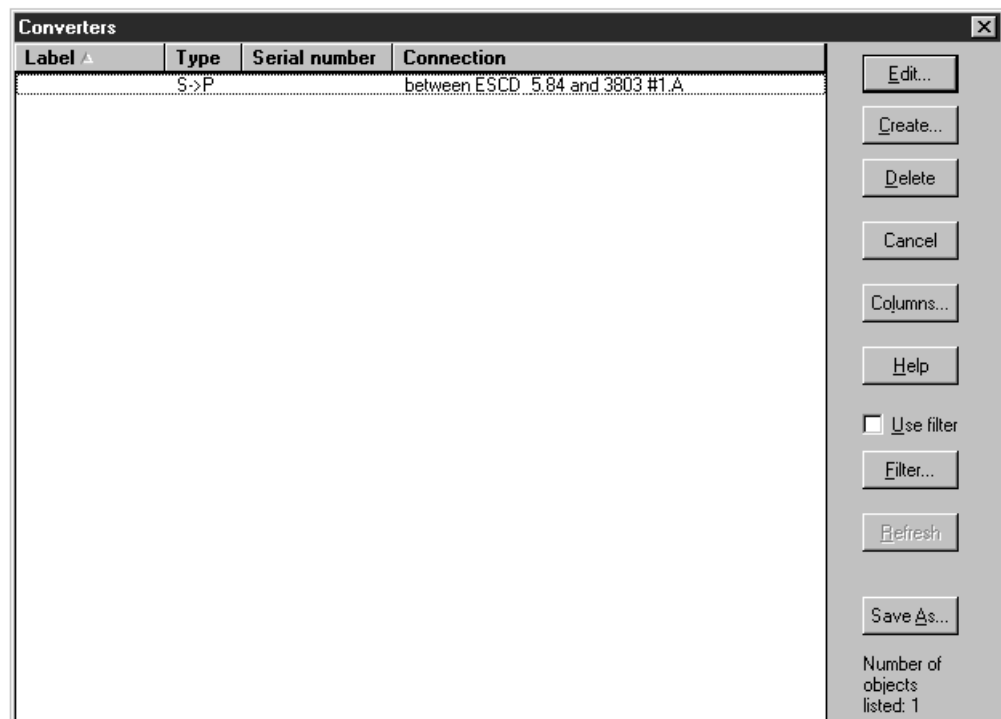 Converters
Label Type Serial number Connection
S->P between ESCD 5.84 and 3803 #1.A
Edit...
Create...
Delete
Cancel
Columns...
Help
Use filter
Filter...
Refresh
Save As...
Number of
objects
listed: 1